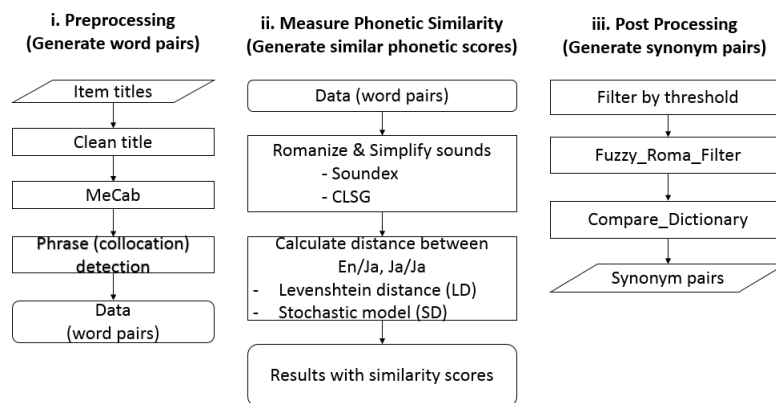 i. Preprocessing
(Generate word pairs)
Item titles
Clean title
MeCab
Phrase (collocation)
detection
Data
(word pairs)
ii. Measure Phonetic Similarity
(Generate similar phonetic scores)
Data (word pairs)
Romanize & Simplify sounds
- Soundex
- CLSG
Calculate distance between
En/Ja, Ja/Ja
- Levenshtein distance (LD)
- Stochastic model (SD)
Results with similarity scores
iii. Post Processing
(Generate synonym pairs)
Filter by threshold
Fuzzy_Roma_Filter
Compare_Dictionary
Synonym pairs